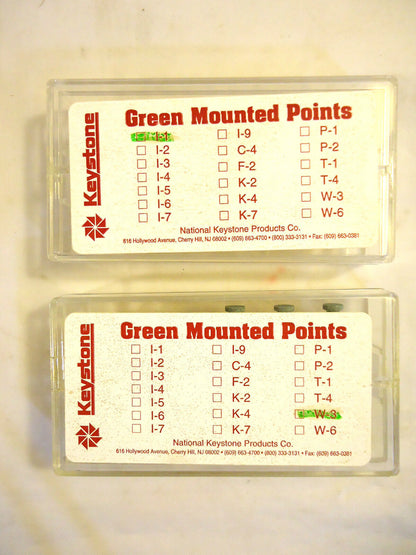 Keystone
Green Mounted Points
I-1 I-9 P-1
I-2 C-4 P-2
I-3 F-2 T-1
I-4 K-2 T-4
I-5 K-4 W-3
I-6 K-7 W-6
I-7
National Keystone Products Co.
616 Hollywood Avenue, Cherry Hill, NJ 08002 • (609) 663-4700 • (800) 333-3131 • Fax: (609) 663-0381
Keystone
Green Mounted Points
I-1 I-9 P-1
I-2 C-4 P-2
I-3 F-2 T-1
I-4 K-2 T-4
I-5 K-4 W-3
I-6 K-7 W-6
I-7
National Keystone Products Co.
616 Hollywood Avenue, Cherry Hill, NJ 08002 • (609) 663-4700 • (800) 333-3131 • Fax: (609) 663-0381